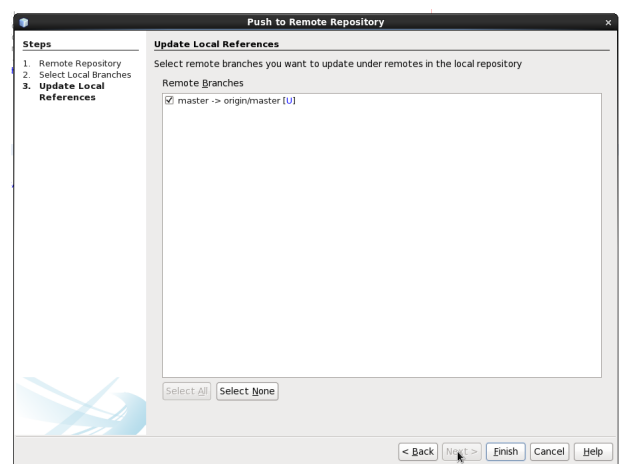 Push to Remote Repository
×
Steps
1. Remote Repository
2. Select Local Branches
3. Update Local
References
Update Local References
Select remote branches you want to update under remotes in the local repository
Remote Branches
master -> origin/master [U]
Select All Select None
< Back Next > Finish Cancel Help